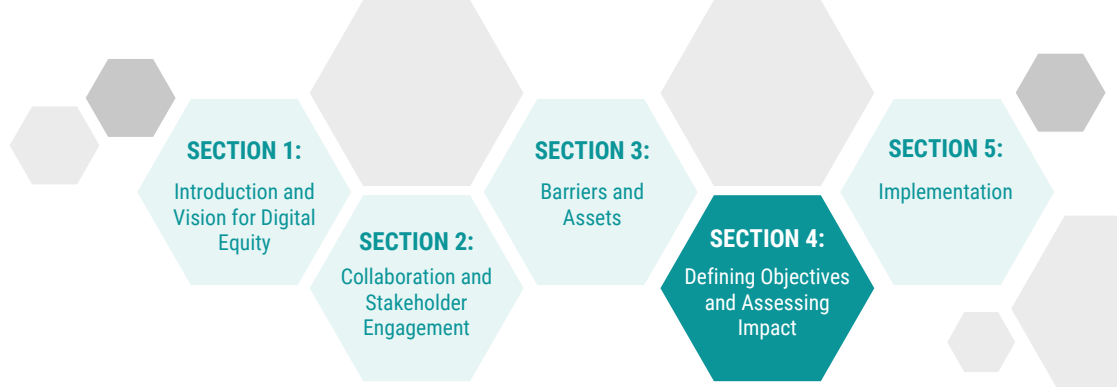 SECTION 1:
Introduction and
Vision for Digital
Equity
SECTION 2:
Collaboration and
Stakeholder
Engagement
SECTION 3:
Barriers and
Assets
SECTION 4:
Defining Objectives
and Assessing
Impact
SECTION 5:
Implementation